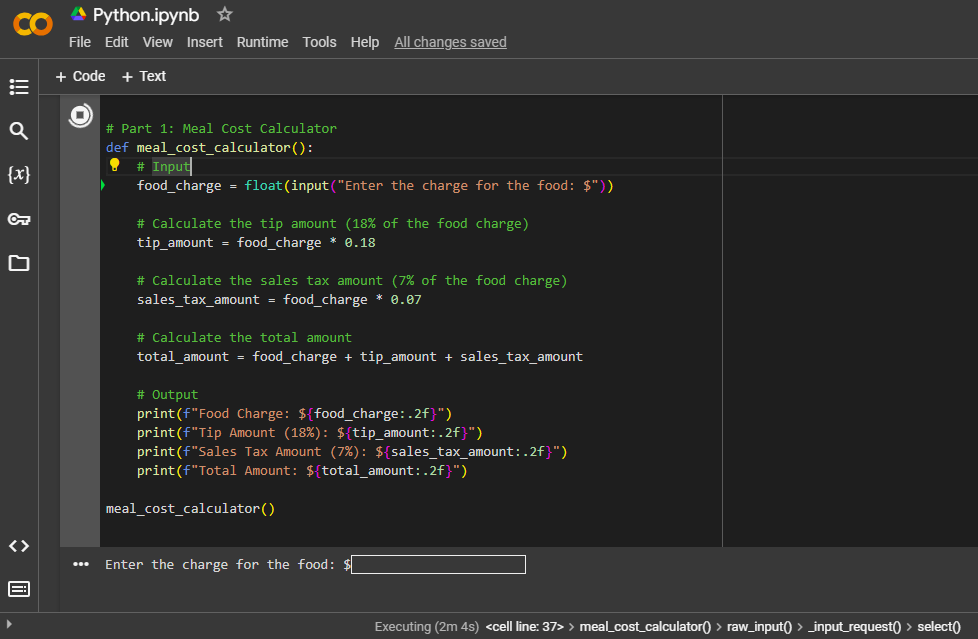 Python.ipynb
File Edit View Insert Runtime Tools Help All changes saved
+ Code + Text
# Part 1: Meal Cost Calculator
def meal_cost_calculator():
    # Input
    food_charge = float(input("Enter the charge for the food: $"))
    # Calculate the tip amount (18% of the food charge)
    tip_amount = food_charge * 0.18
    # Calculate the sales tax amount (7% of the food charge)
    sales_tax_amount = food_charge * 0.07
    # Calculate the total amount
    total_amount = food_charge + tip_amount + sales_tax_amount
    # Output
    print(f"Food Charge: ${food_charge:.2f}")
    print(f"Tip Amount (18%): ${tip_amount:.2f}")
    print(f"Sales Tax Amount (7%): ${sales_tax_amount:.2f}")
    print(f"Total Amount: ${total_amount:.2f}")
meal_cost_calculator()
Enter the charge for the food: $
Executing (2m 4s) <cell line: 37> > meal_cost_calculator() > raw_input() > _input_request() > select()